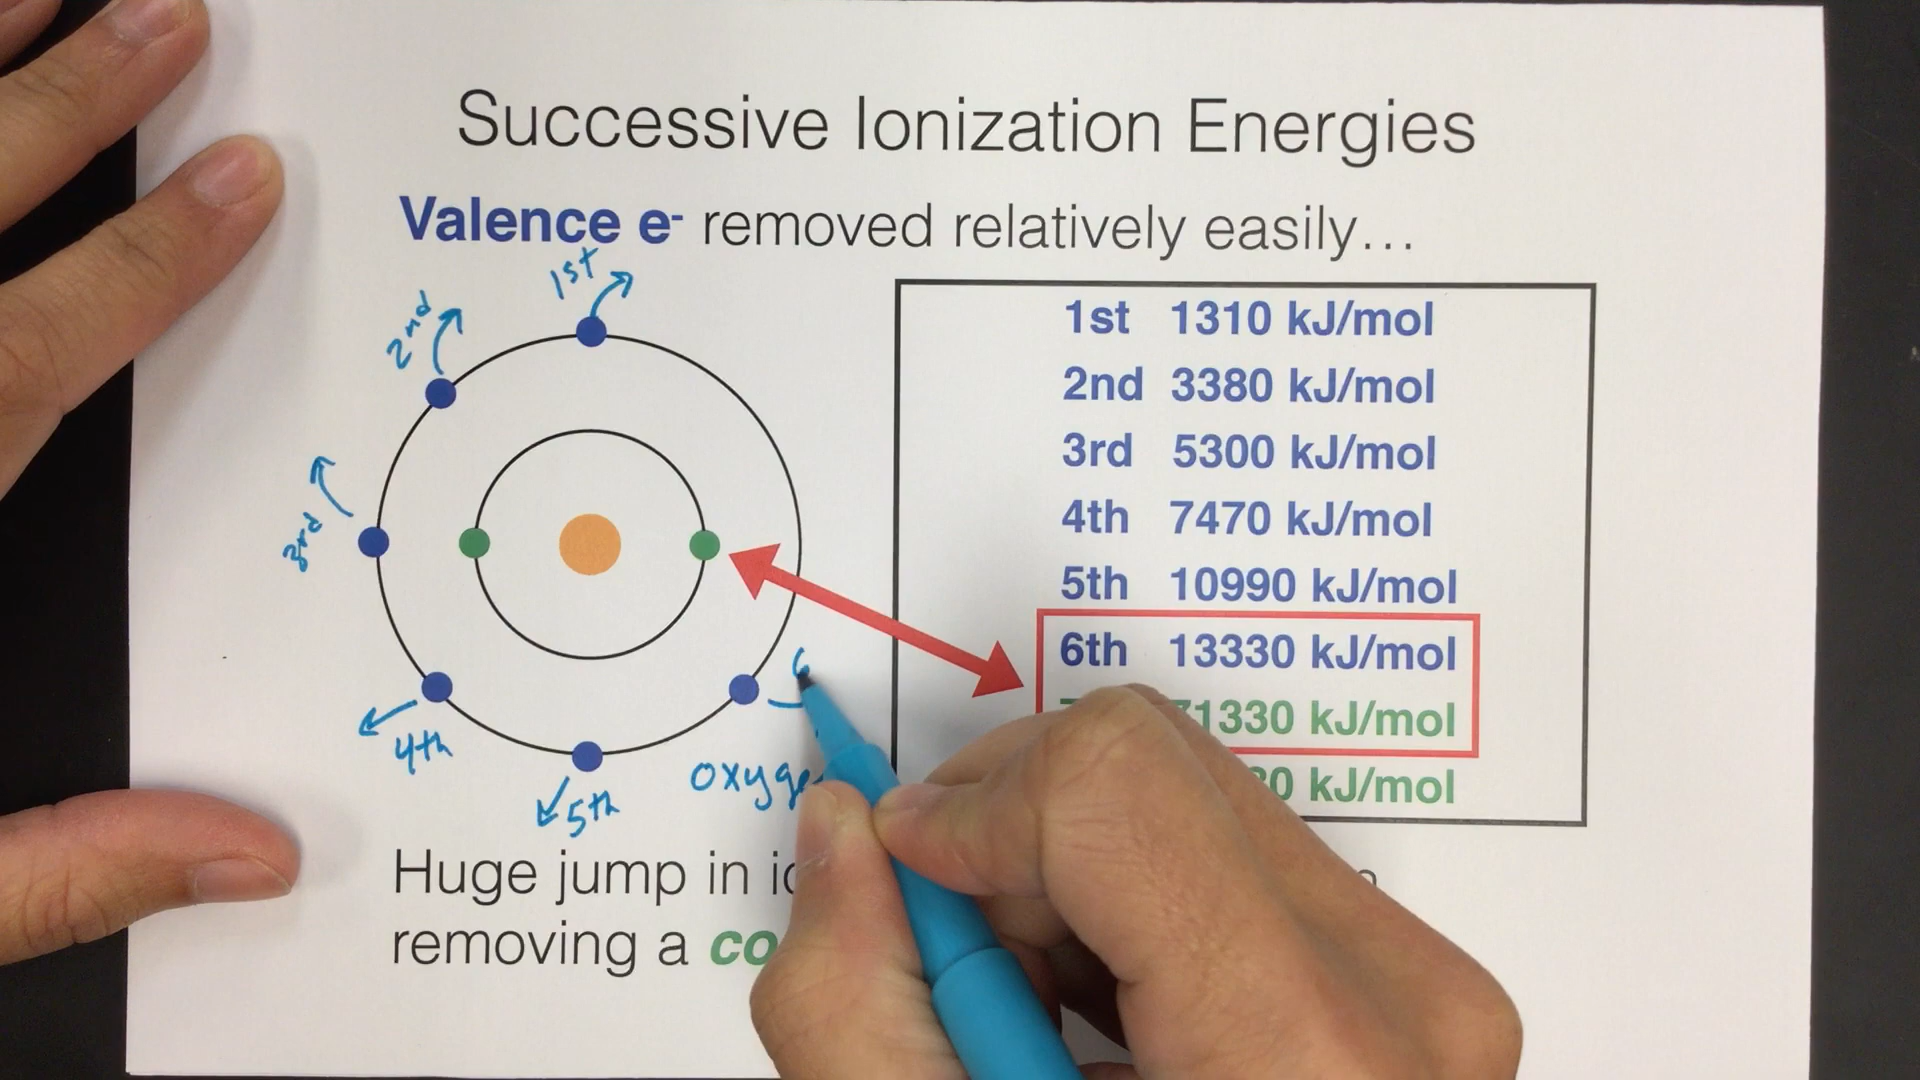 Successive Ionization Energies
Valence e- removed relatively easily...
1st
2nd
3rd
4th
5th
6
1st 1310 kJ/mol
2nd 3380 kJ/mol
3rd 5300 kJ/mol
4th 7470 kJ/mol
5th 10990 kJ/mol
6th 13330 kJ/mol
71330 kJ/mol
kJ/mol
Huge jump in
removing a